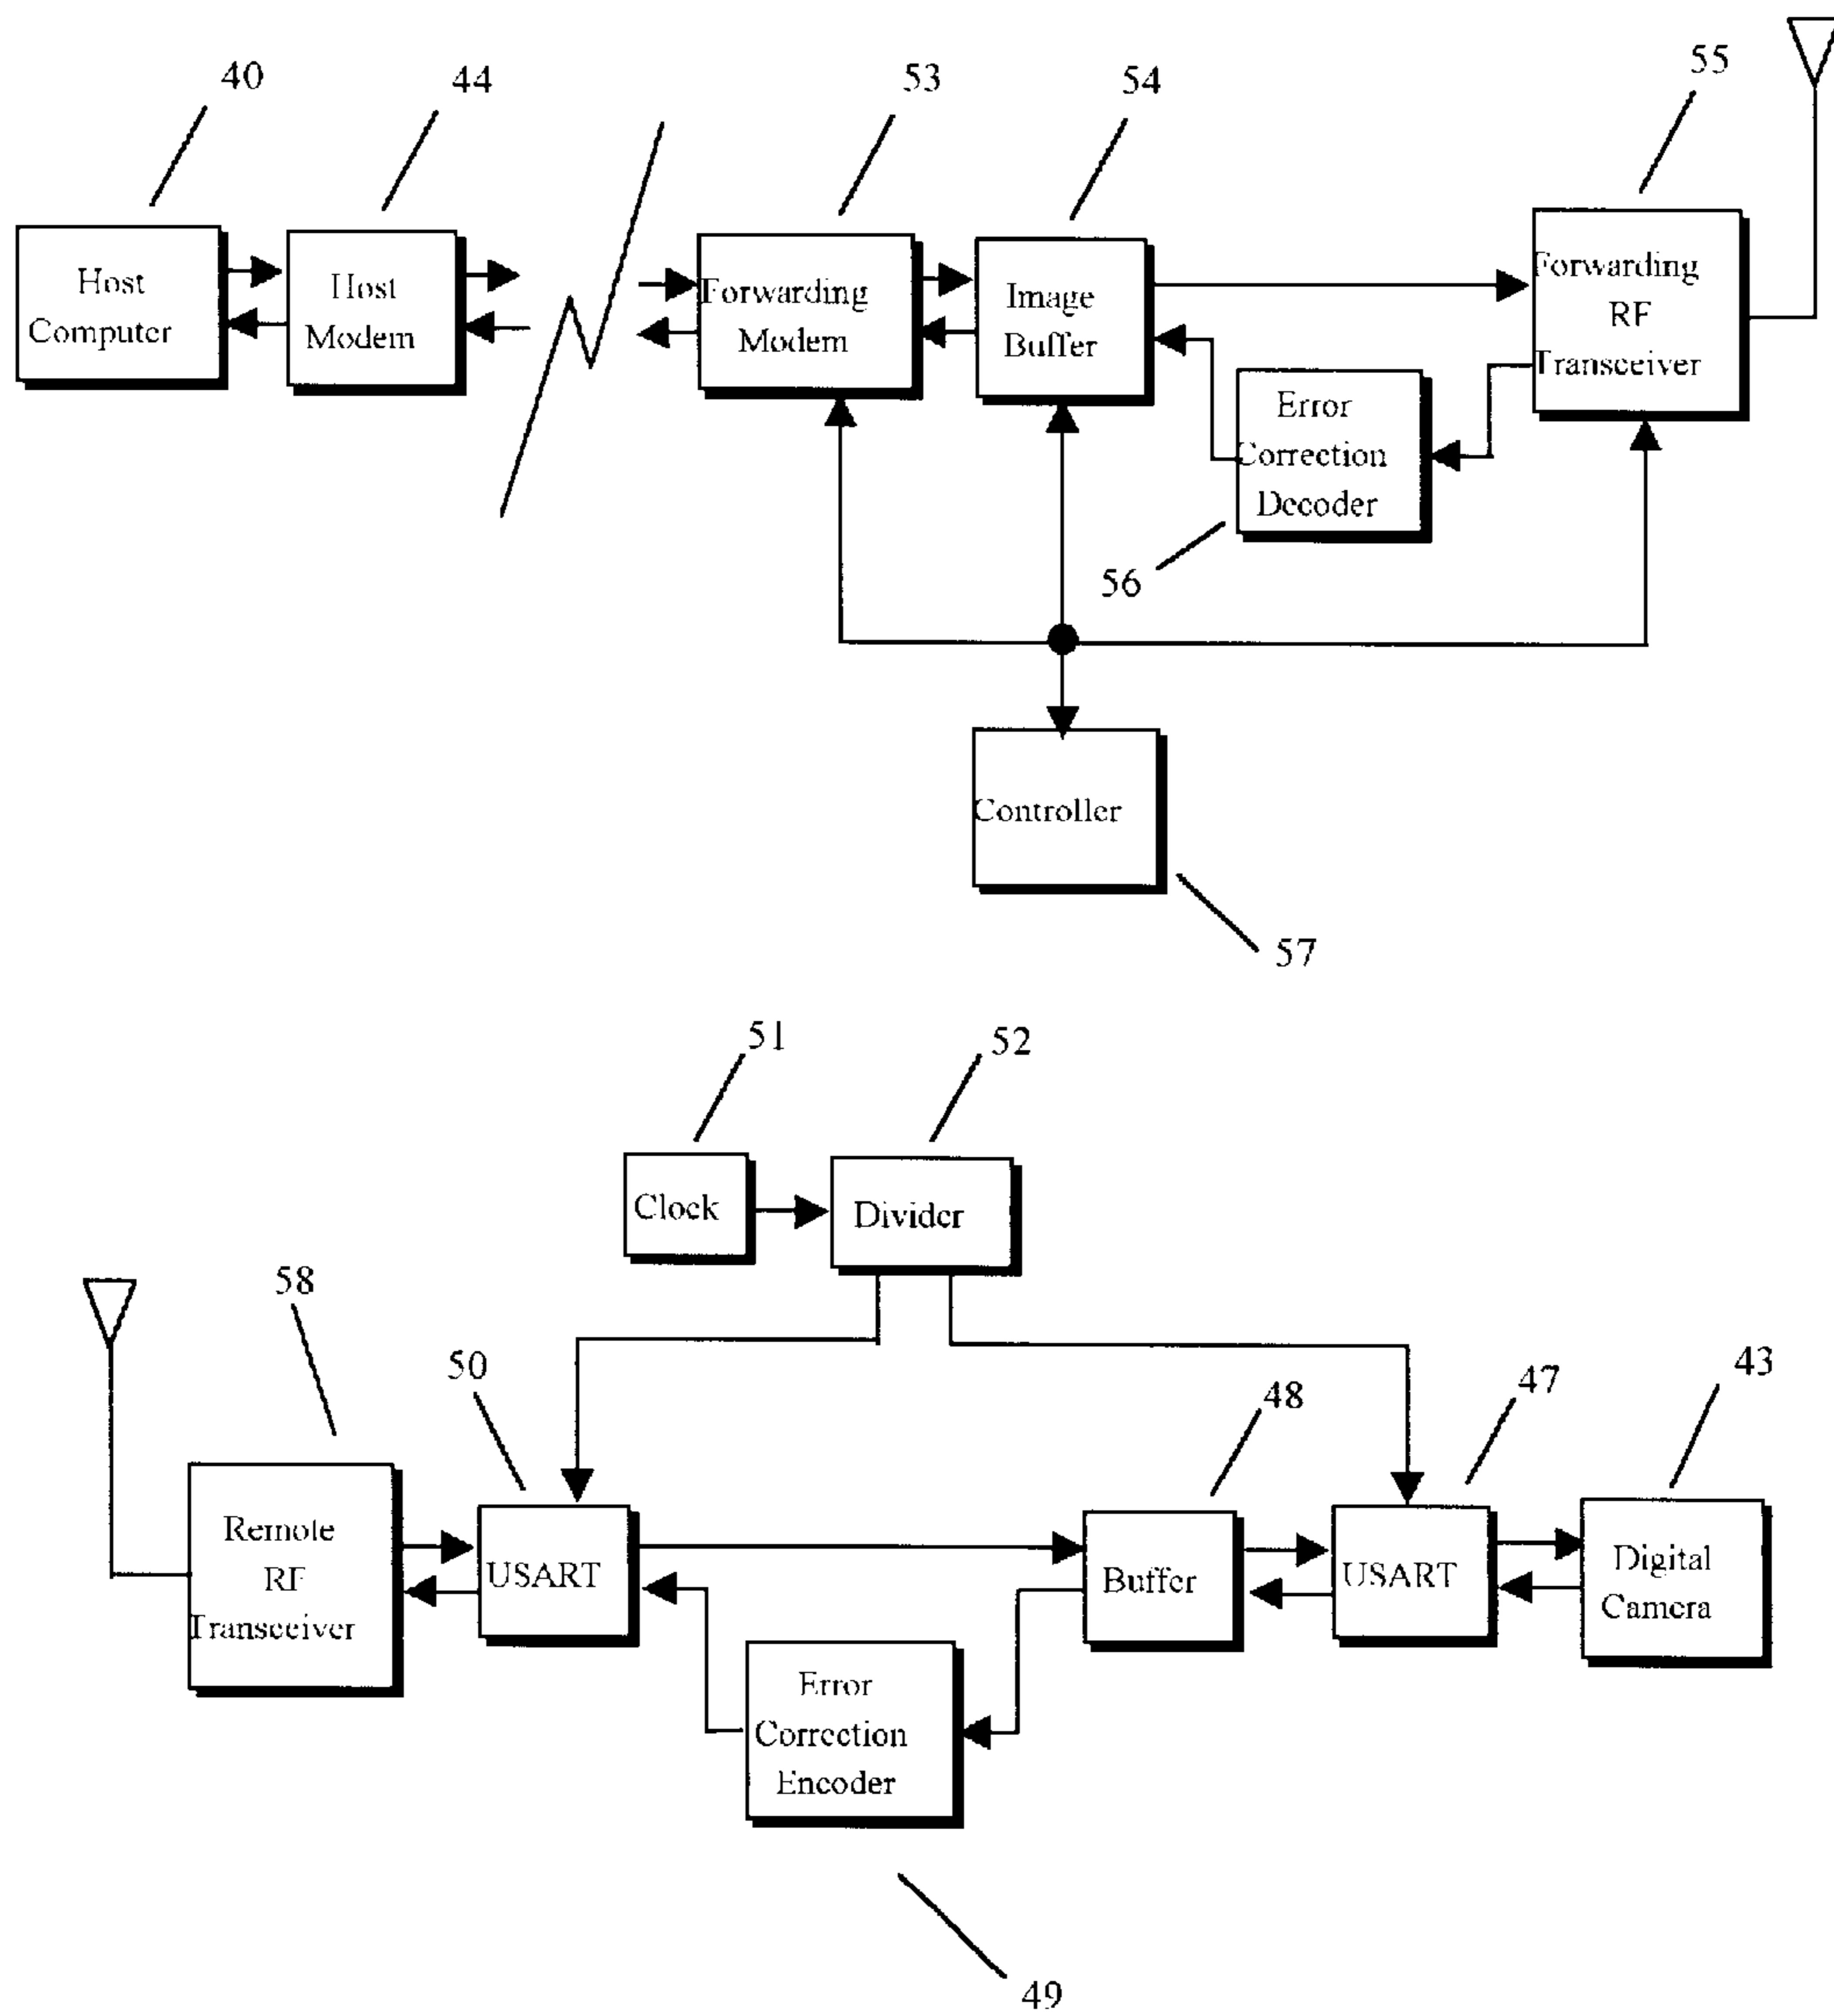 40
44
53
54
55
Host
Computer
Host
Modem
Forwarding
Modem
Image
Buffer
Forwarding
RF
Transceiver
Error
Correction
Decoder
56
Controller
57
51
52
Clock
Divider
58
50
48
47
43
Remote
RF
Transceiver
USART
Buffer
USART
Digital
Camera
Error
Correction
Encoder
49